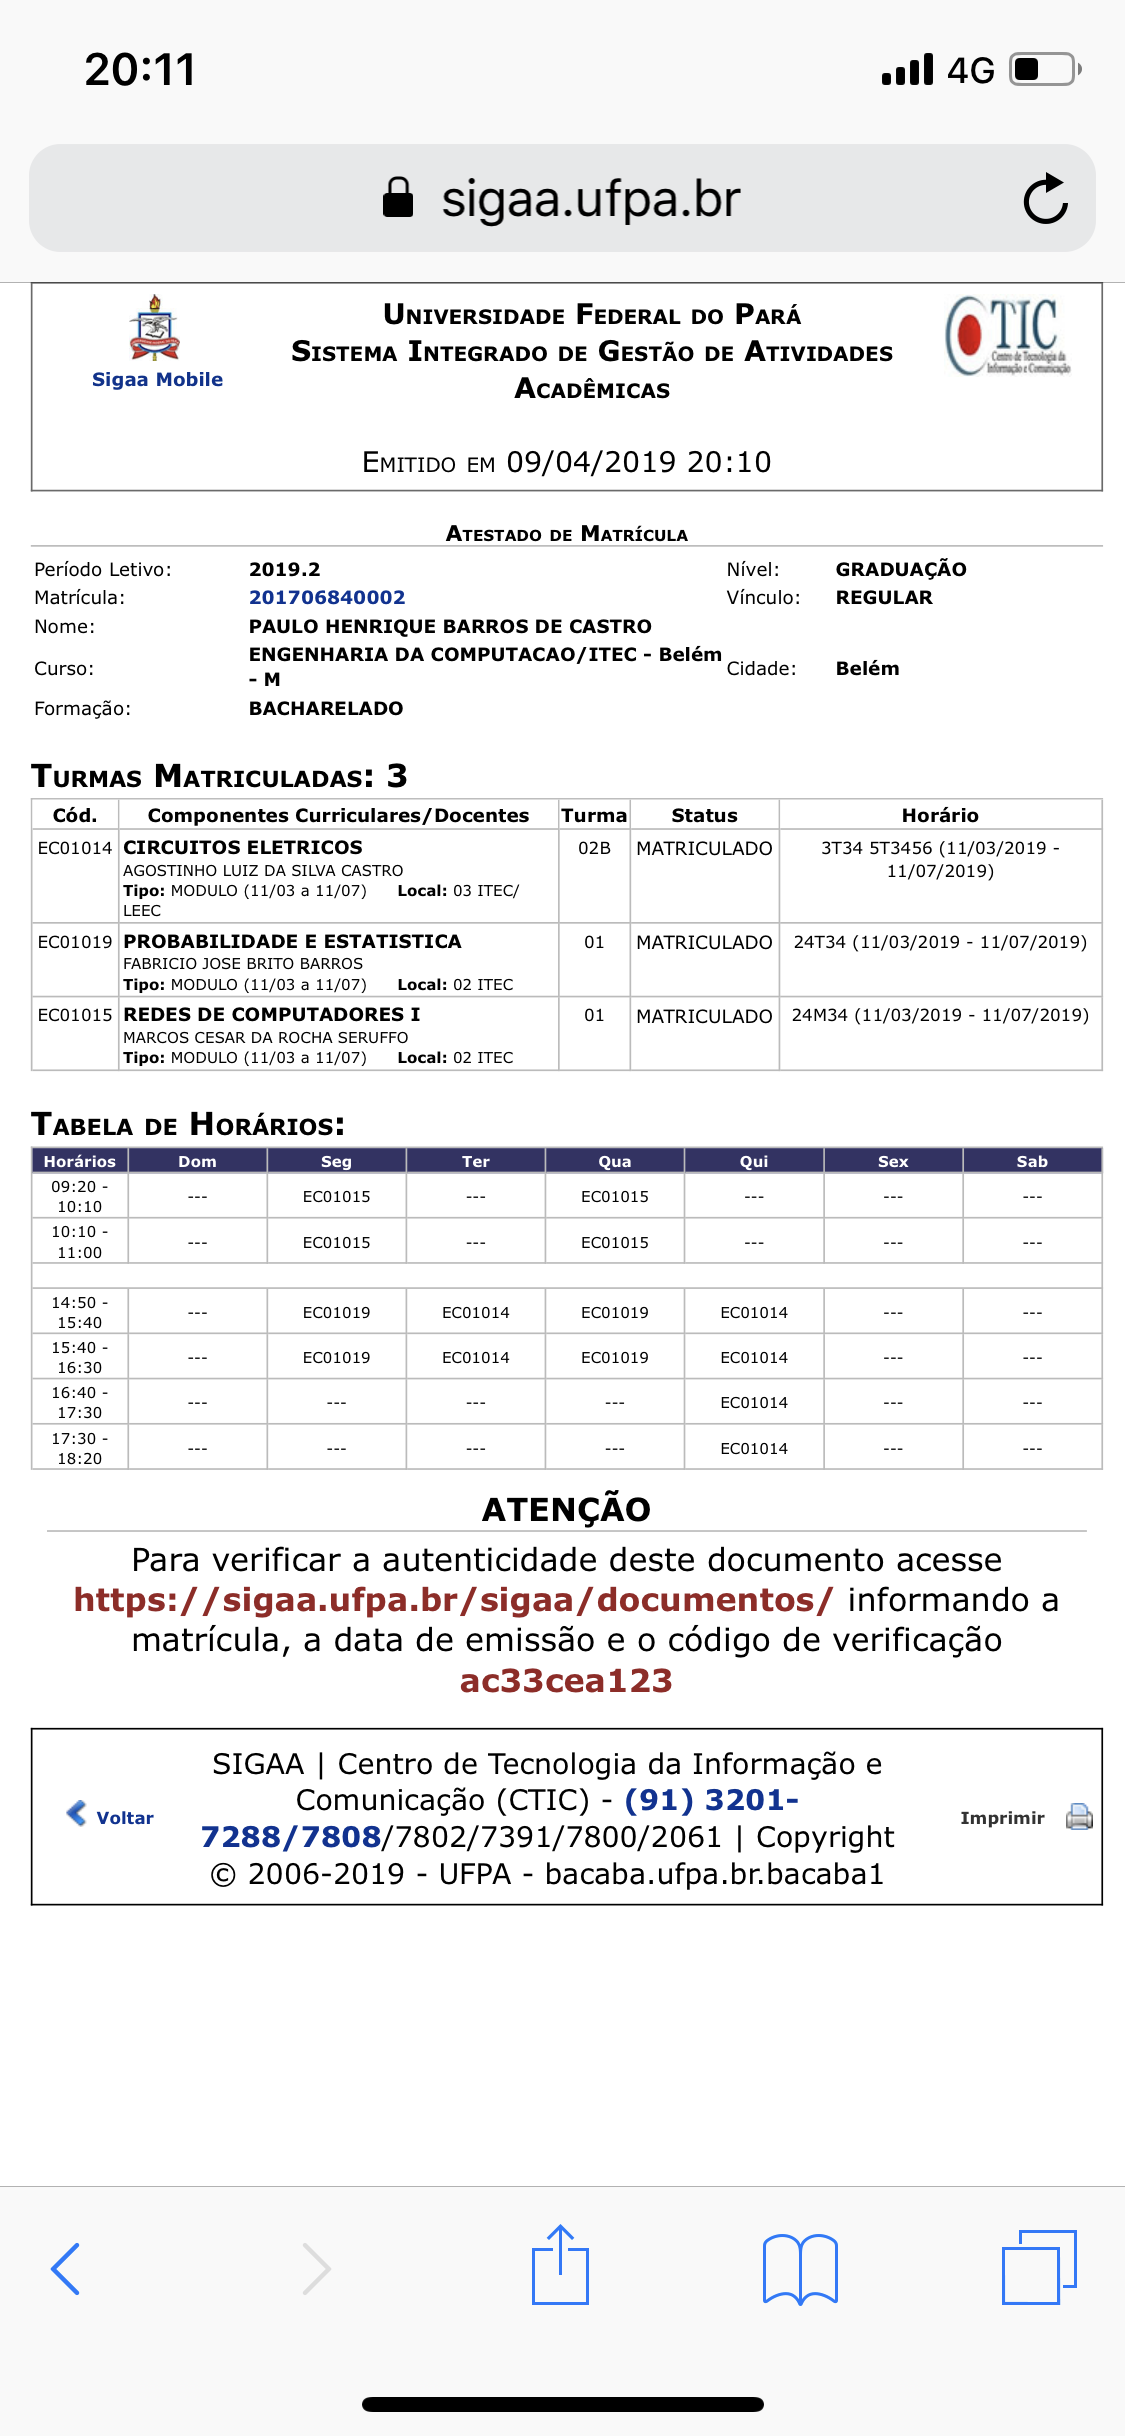 20:11
4G
sigaa.ufpa.br
Sigaa Mobile
Universidade Federal do Pará
Sistema Integrado de Gestão de Atividades
Acadêmicas
CTIC
Centro de Tecnologia da
Informação e Comunicação
Emitido em 09/04/2019 20:10
Atestado de Matrícula
Período Letivo: 2019.2 Nível: GRADUAÇÃO
Matrícula: 201706840002 Vínculo: REGULAR
Nome: PAULO HENRIQUE BARROS DE CASTRO
Curso: ENGENHARIA DA COMPUTACAO/ITEC - Belém
- M
Cidade: Belém
Formação: BACHARELADO
Turmas Matriculadas: 3
Cód. Componentes Curriculares/Docentes Turma Status Horário
EC01014 CIRCUITOS ELETRICOS 02B MATRICULADO 3T34 5T3456 (11/03/2019 -
11/07/2019)
AGOSTINHO LUIZ DA SILVA CASTRO
Tipo: MODULO (11/03 a 11/07) Local: 03 ITEC/
LEEC
EC01019 PROBABILIDADE E ESTATISTICA 01 MATRICULADO 24T34 (11/03/2019 - 11/07/2019)
FABRICIO JOSE BRITO BARROS
Tipo: MODULO (11/03 a 11/07) Local: 02 ITEC
EC01015 REDES DE COMPUTADORES I 01 MATRICULADO 24M34 (11/03/2019 - 11/07/2019)
MARCOS CESAR DA ROCHA SERUFFO
Tipo: MODULO (11/03 a 11/07) Local: 02 ITEC
Tabela de Horários:
Horários Dom Seg Ter Qua Qui Sex Sab
09:20 -
10:10 --- EC01015 --- EC01015 --- --- ---
10:10 -
11:00 --- EC01015 --- EC01015 --- --- ---
14:50 -
15:40 --- EC01019 EC01014 EC01019 EC01014 --- ---
15:40 -
16:30 --- EC01019 EC01014 EC01019 EC01014 --- ---
16:40 -
17:30 --- --- --- --- EC01014 --- ---
17:30 -
18:20 --- --- --- --- EC01014 --- ---
ATENÇÃO
Para verificar a autenticidade deste documento acesse
https://sigaa.ufpa.br/sigaa/documentos/ informando a
matrícula, a data de emissão e o código de verificação
ac33cea123
Voltar
SIGAA | Centro de Tecnologia da Informação e
Comunicação (CTIC) - (91) 3201-
7288/7808/7802/7391/7800/2061 | Copyright
© 2006-2019 - UFPA - bacaba.ufpa.br.bacaba1
Imprimir